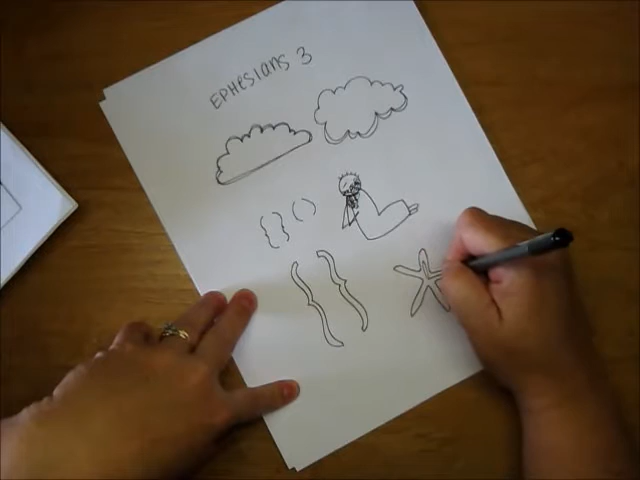 EPHesians 3
{ } ( )
{ }